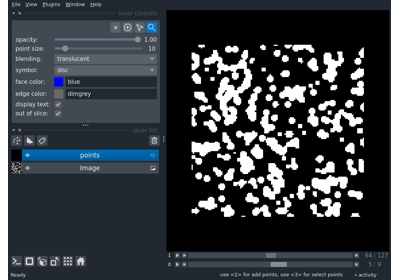 File View Plugins Window Help
layer controls
opacity: 1.00
point size: 10
blending: translucent
symbol: disc
face color: blue
edge color: dimgrey
display text:
out of slice:
layer list
points
Image
1 64 127
0 5 9
Ready use <2> for add points, use <3> for select points activity